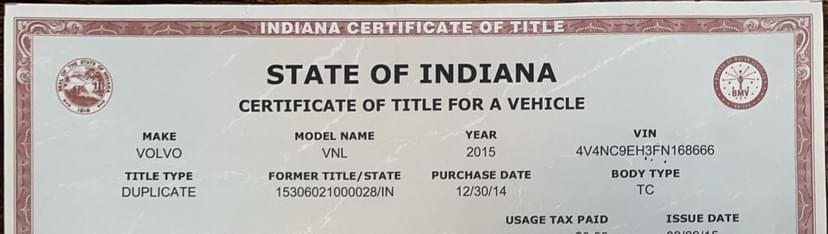 INDIANA CERTIFICATE OF TITLE
STATE OF INDIANA
CERTIFICATE OF TITLE FOR A VEHICLE
MAKE MODEL NAME YEAR VIN
VOLVO VNL 2015 4V4NC9EH3FN168666
TITLE TYPE FORMER TITLE/STATE PURCHASE DATE BODY TYPE
DUPLICATE 15306021000028/IN 12/30/14 TC
USAGE TAX PAID ISSUE DATE
BMV
1816